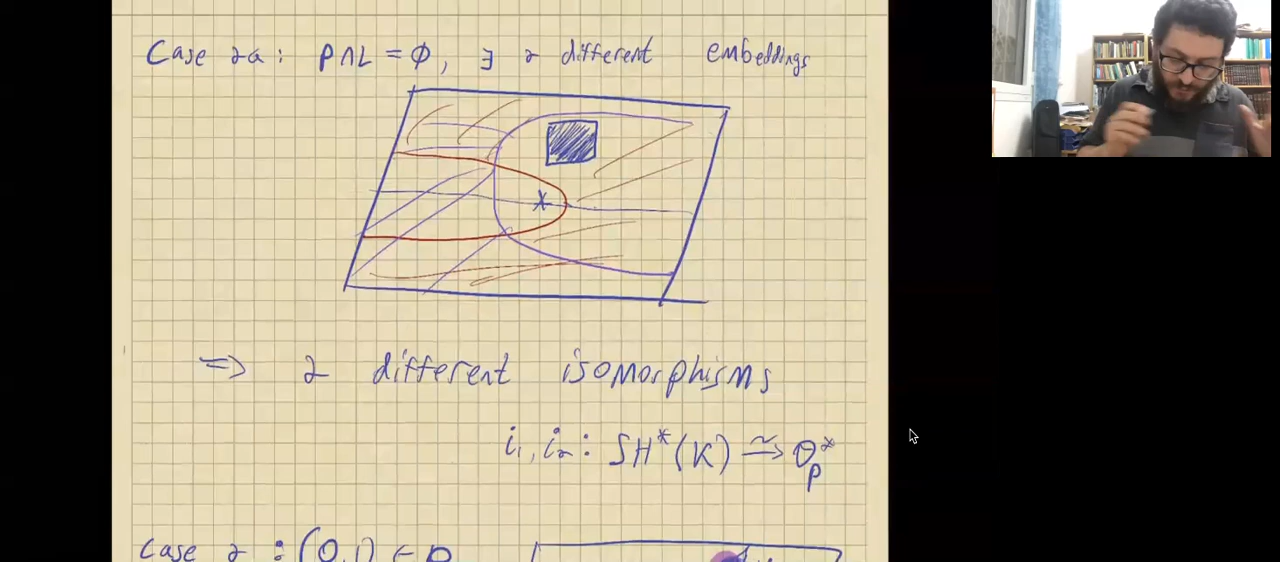 Case 2a: P∩L = ∅, ∃ 2 different embeddings
⇒ 2 different isomorphisms
i₁, i₂ : SH*(K) ⥲ O*_P
Case 2 : (0,1) ∈ P